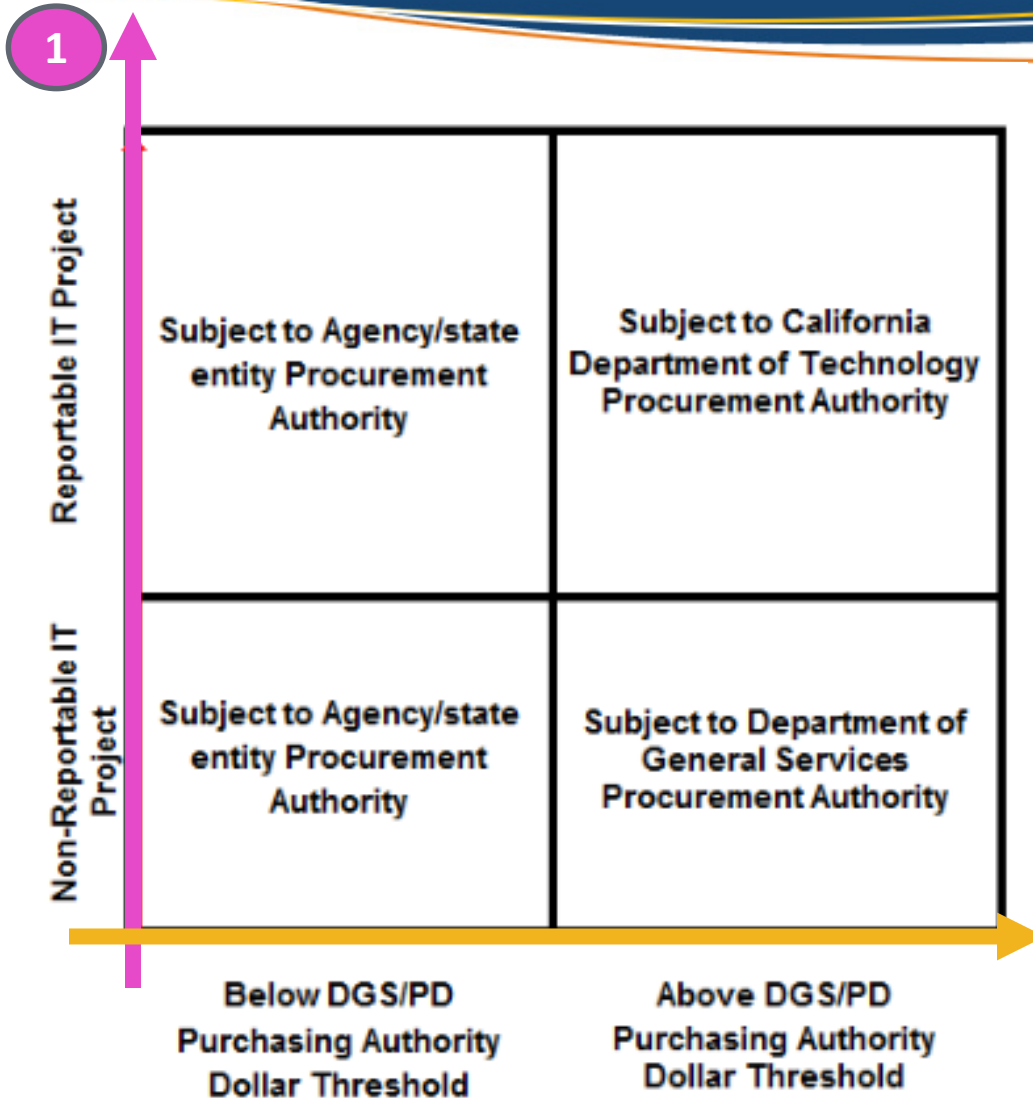 1
Reportable IT Project
Subject to Agency/state
entity Procurement
Authority
Subject to California
Department of Technology
Procurement Authority
Non-Reportable IT
Project
Subject to Agency/state
entity Procurement
Authority
Subject to Department of
General Services
Procurement Authority
Below DGS/PD
Purchasing Authority
Dollar Threshold
Above DGS/PD
Purchasing Authority
Dollar Threshold